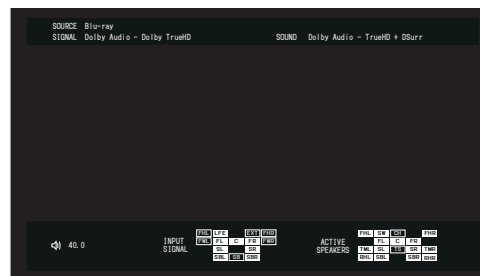 SOURCE Blu-ray
SIGNAL Dolby Audio - Dolby TrueHD SOUND Dolby Audio - TrueHD + DSurr
FHL LFE EXT FHR FHL SW CH FHR
40.0 INPUT SIGNAL FWL FL C FR FWR ACTIVE SPEAKERS FL C FR
SL SR TML SL TS SR TMR
SBL SB SBR RHL SBL SBR RHR